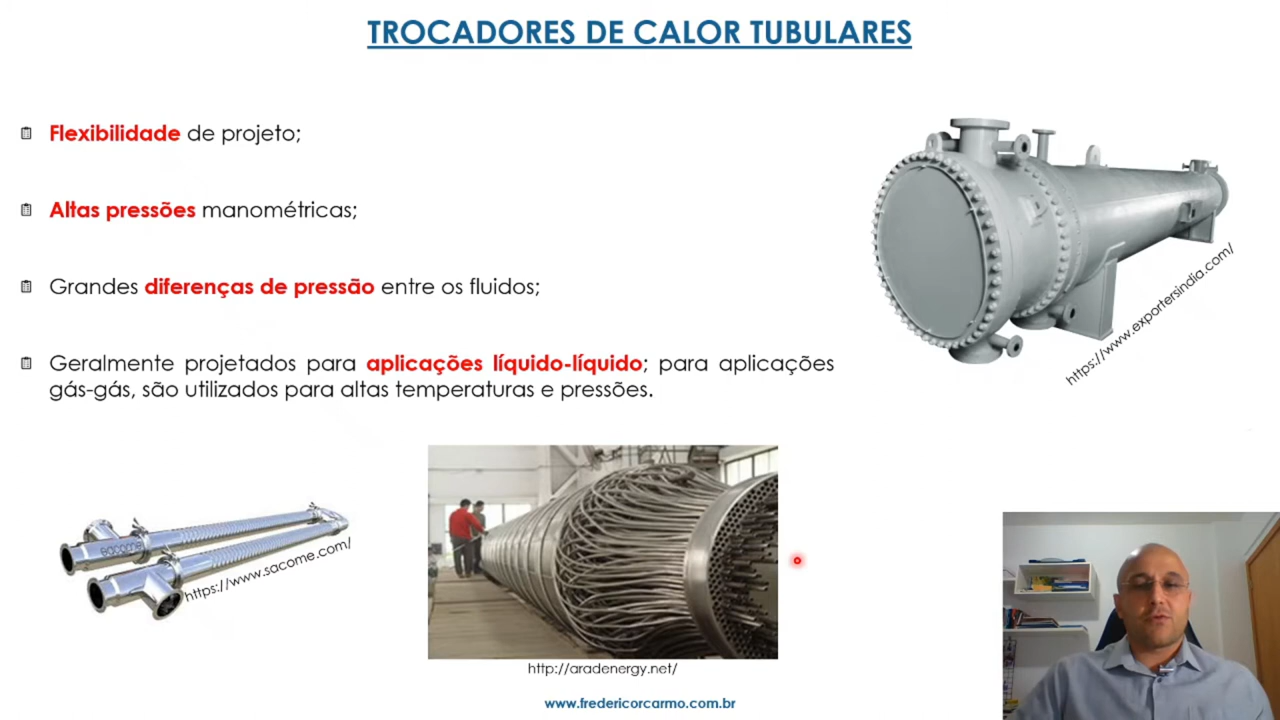 TROCADORES DE CALOR TUBULARES
Flexibilidade de projeto;
Altas pressões manométricas;
Grandes diferenças de pressão entre os fluidos;
Geralmente projetados para aplicações líquido-líquido; para aplicações
gás-gás, são utilizados para altas temperaturas e pressões.
https://www.exportersindia.com/
sacome
https://www.sacome.com/
http://aradenergy.net/
www.fredericorcarmo.com.br